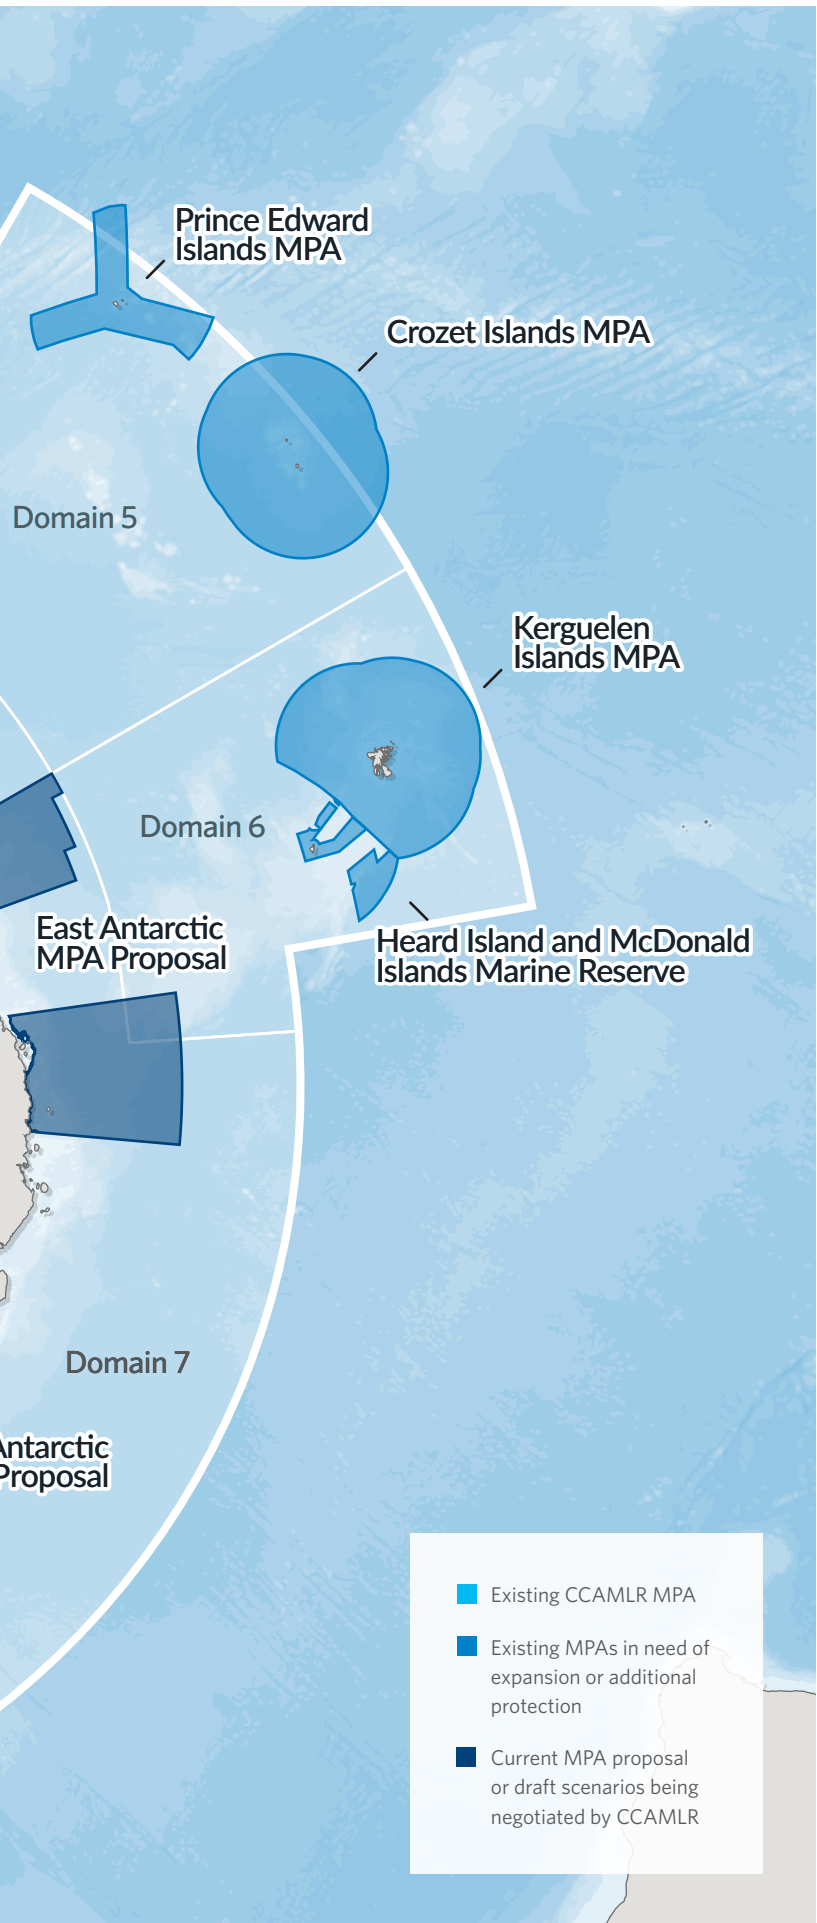 Prince Edward
Islands MPA
Crozet Islands MPA
Domain 5
Kerguelen
Islands MPA
Domain 6
East Antarctic
MPA Proposal
Heard Island and McDonald
Islands Marine Reserve
Domain 7
Antarctic
Proposal
Existing CCAMLR MPA
Existing MPAs in need of
expansion or additional
protection
Current MPA proposal
or draft scenarios being
negotiated by CCAMLR